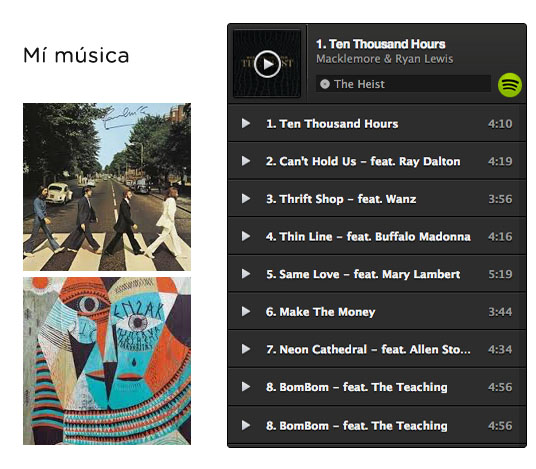 Mí música
1. Ten Thousand Hours
Macklemore & Ryan Lewis
The Heist
1. Ten Thousand Hours 4:10
2. Can't Hold Us – feat. Ray Dalton 4:19
3. Thrift Shop – feat. Wanz 3:56
4. Thin Line – feat. Buffalo Madonna 4:16
5. Same Love – feat. Mary Lambert 5:19
6. Make The Money 3:44
7. Neon Cathedral – feat. Allen Sto... 4:34
8. BomBom – feat. The Teaching 4:56
8. BomBom – feat. The Teaching 4:56